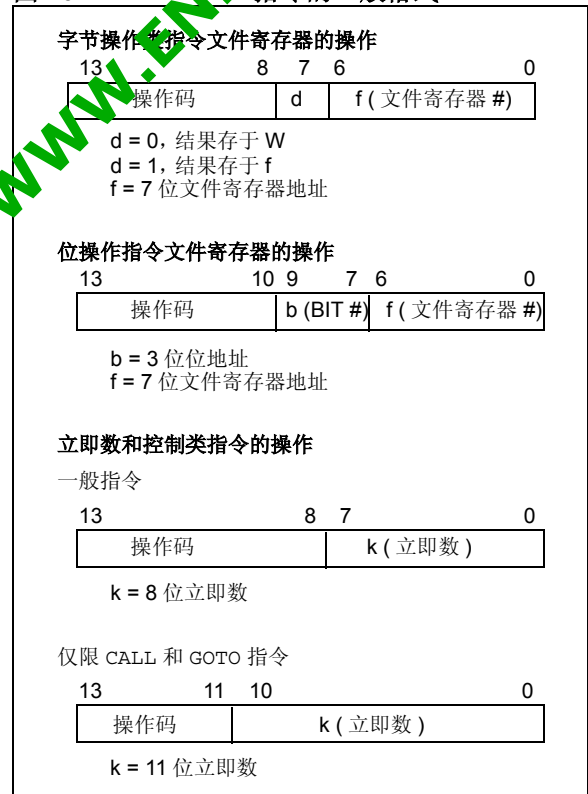 字节操作类指令文件寄存器的操作
13 8 7 6 0
操作码 d f ( 文件寄存器 #)
d = 0, 结果存于 W
d = 1, 结果存于 f
f = 7 位文件寄存器地址
位操作指令文件寄存器的操作
13 10 9 7 6 0
操作码 b (BIT #) f ( 文件寄存器 #)
b = 3 位位地址
f = 7 位文件寄存器地址
立即数和控制类指令的操作
一般指令
13 8 7 0
操作码 k ( 立即数 )
k = 8 位立即数
仅限 CALL 和 GOTO 指令
13 11 10 0
操作码 k ( 立即数 )
k = 11 位立即数
WWW.EN